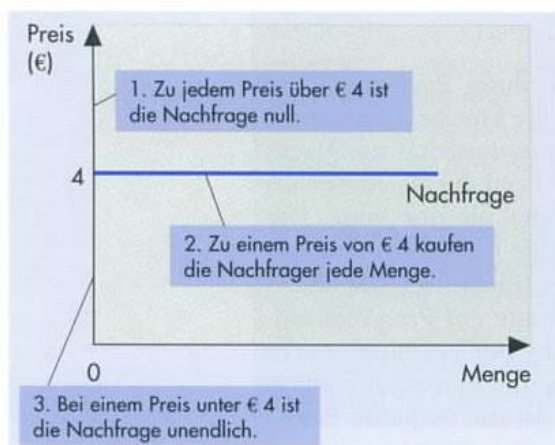 Preis
(€)
1. Zu jedem Preis über € 4 ist
die Nachfrage null.
4
Nachfrage
2. Zu einem Preis von € 4 kaufen
die Nachfrager jede Menge.
0
Menge
3. Bei einem Preis unter € 4 ist
die Nachfrage unendlich.